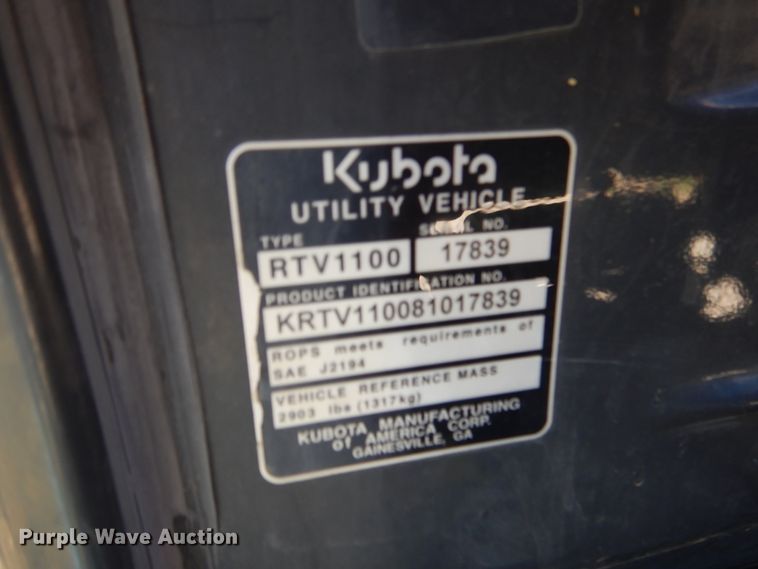 Kubota
UTILITY VEHICLE
TYPE
SERIAL NO.
RTV1100
17839
PRODUCT IDENTIFICATION NO.
KRTV110081017839
ROPS meets requirements of
SAE J2194
VEHICLE REFERENCE MASS
2903 lbs (1317kg)
KUBOTA MANUFACTURING
of AMERICA CORP.
GAINESVILLE, GA
Purple Wave Auction